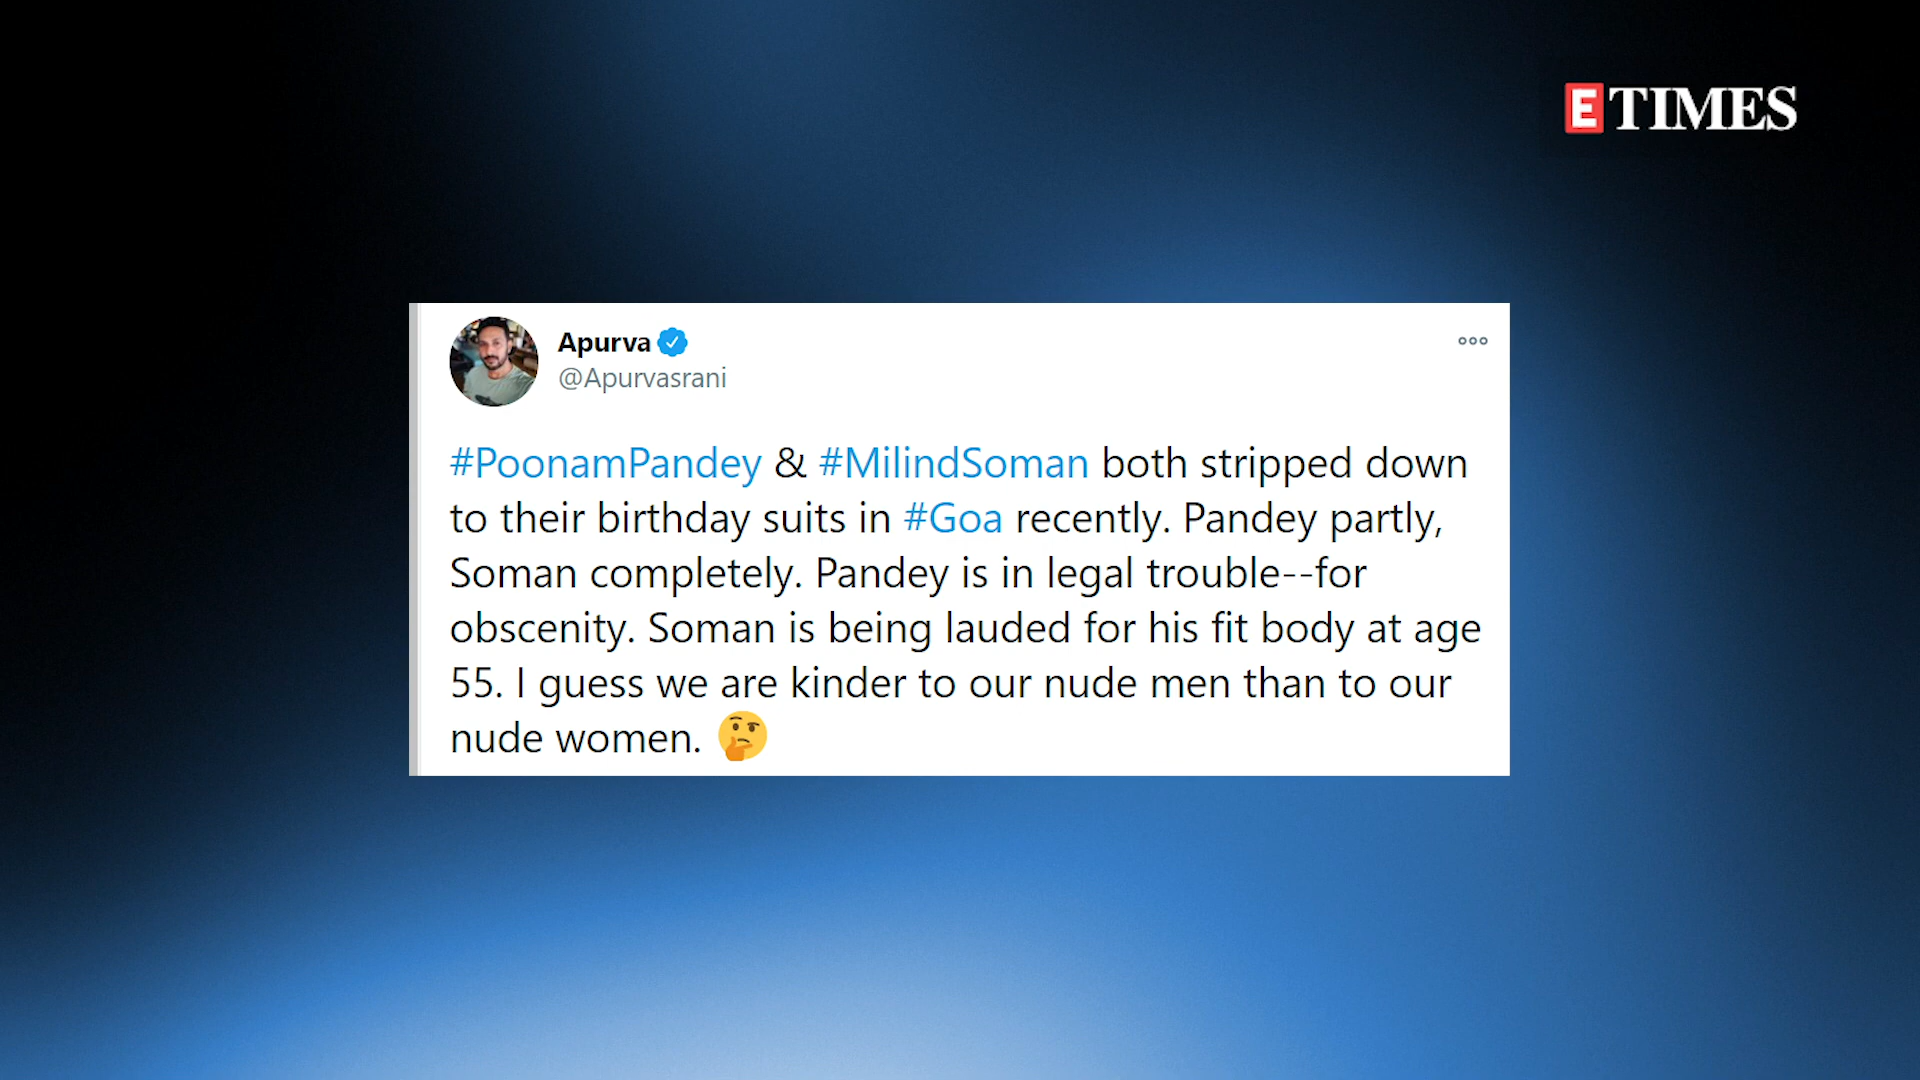 ETIMES
Apurva
@Apurvasrani
#PoonamPandey & #MilindSoman both stripped down
to their birthday suits in #Goa recently. Pandey partly,
Soman completely. Pandey is in legal trouble--for
obscenity. Soman is being lauded for his fit body at age
55. I guess we are kinder to our nude men than to our
nude women. 🤔